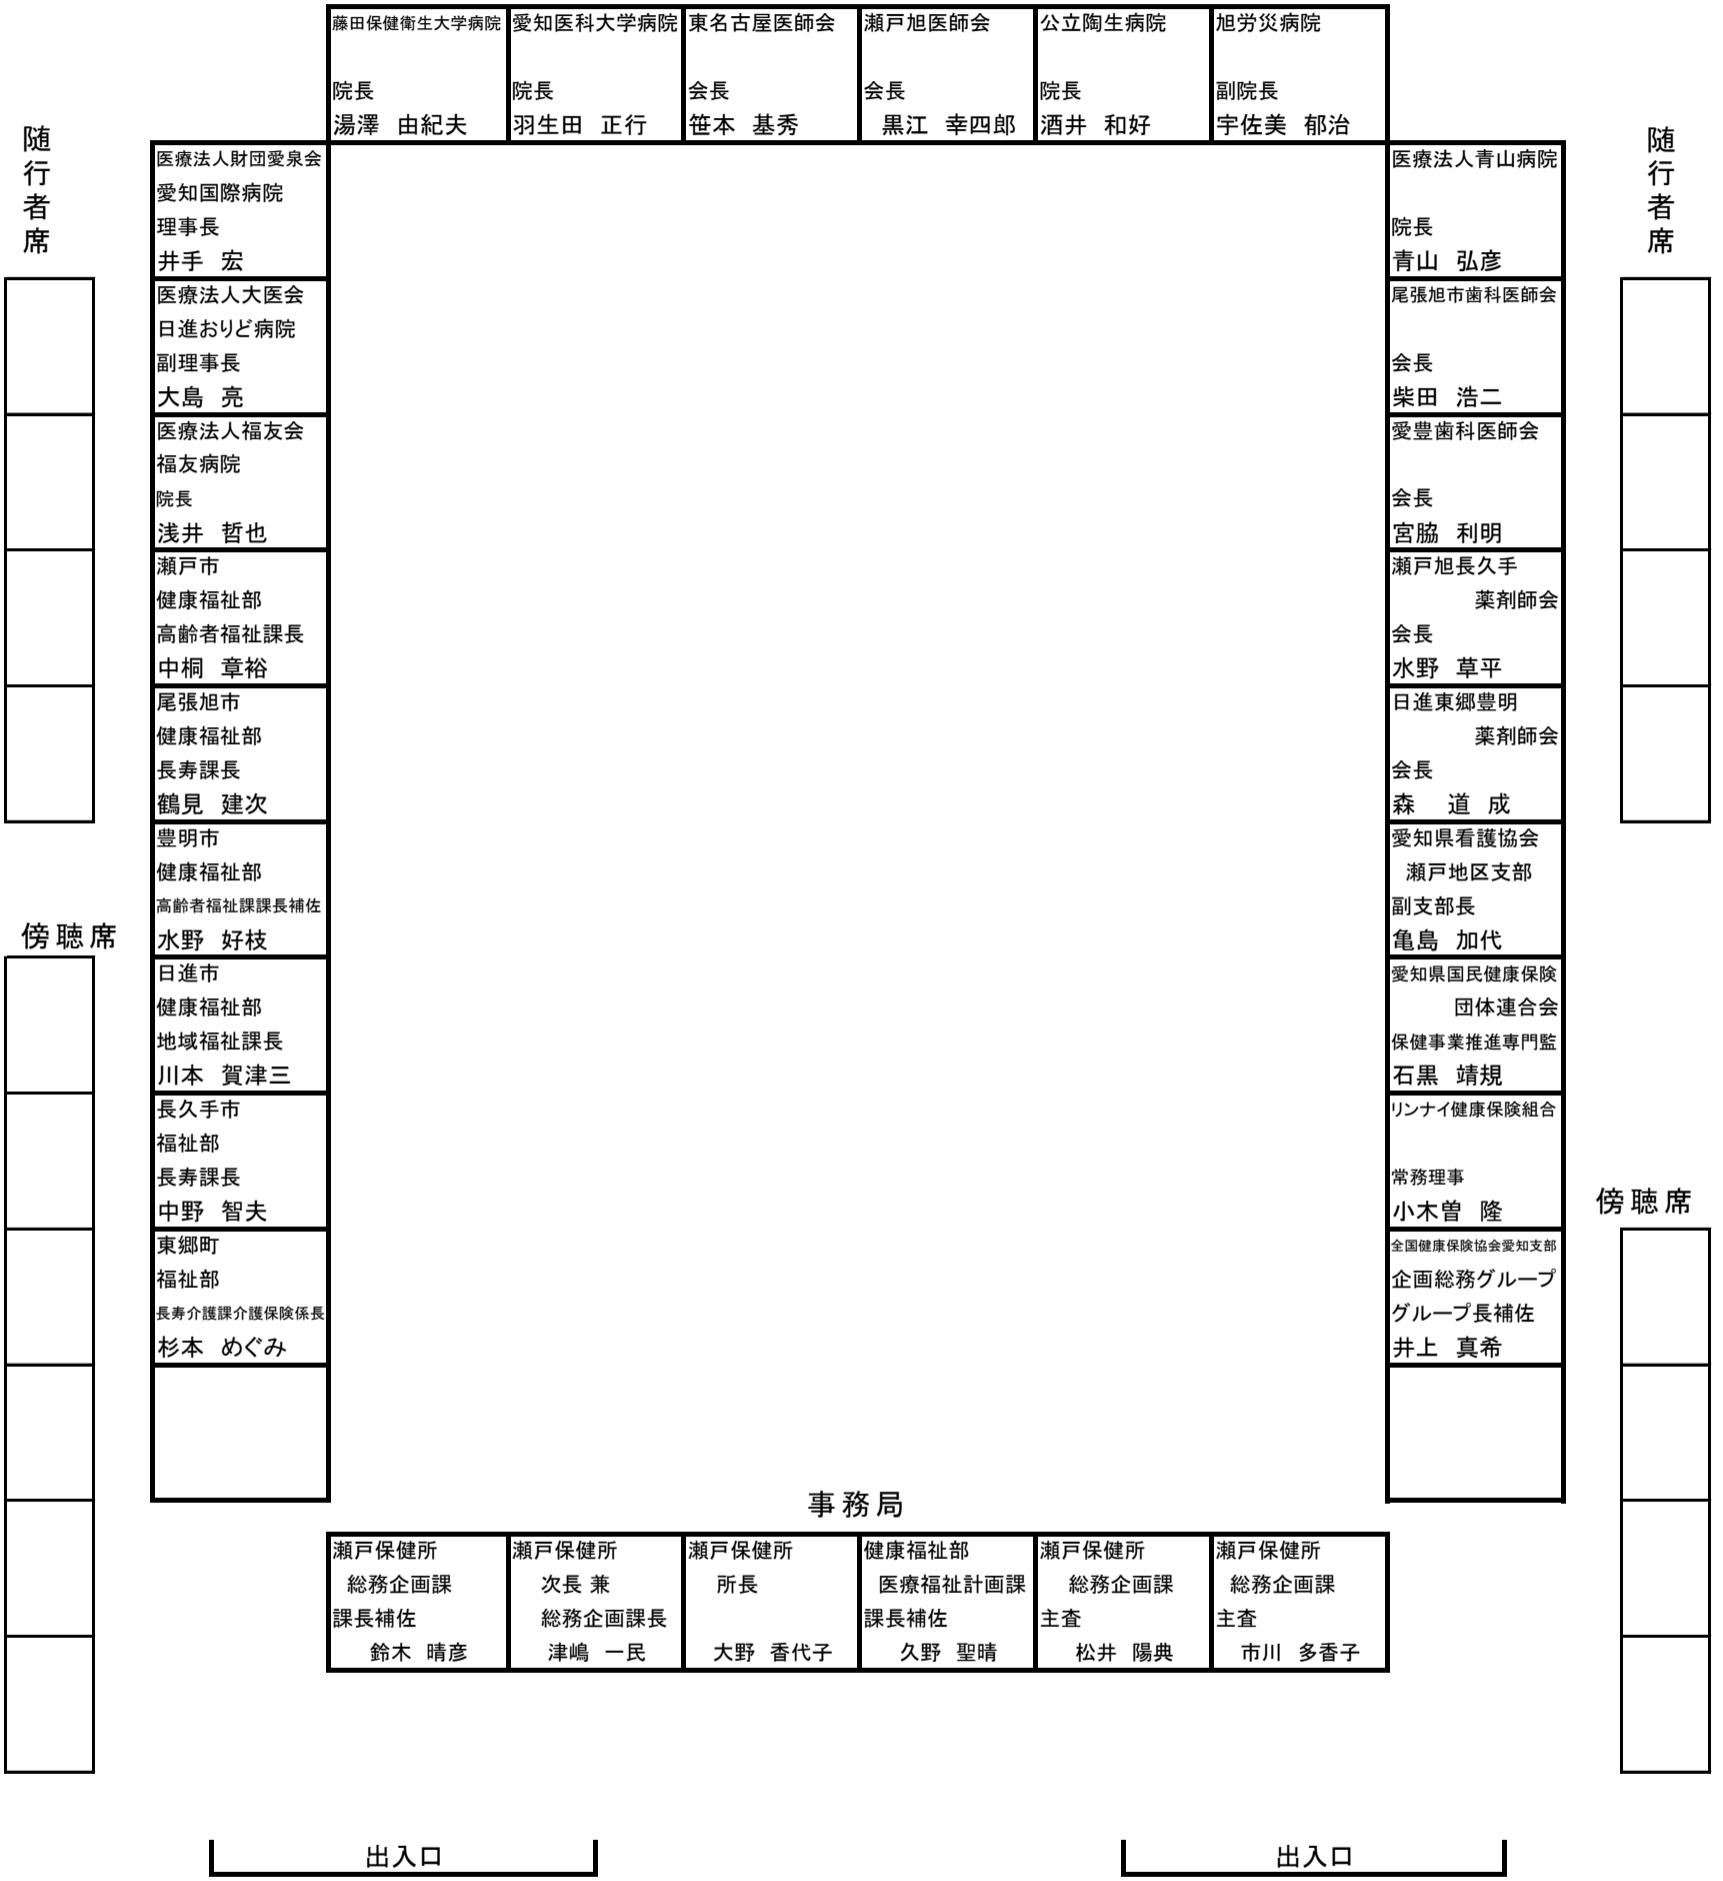 藤田保健衛生大学病院
院長
湯澤 由紀夫
愛知医科大学病院
院長
羽生田 正行
東名古屋医師会
会長
笹本 基秀
瀬戸旭医師会
会長
黒江 幸四郎
公立陶生病院
院長
酒井 和好
旭労災病院
副院長
宇佐美 郁治
随行者席
医療法人財団愛泉会
愛知国際病院
理事長
井手 宏
医療法人大医会
日進おりど病院
副理事長
大島 亮
医療法人福友会
福友病院
院長
浅井 哲也
瀬戸市
健康福祉部
高齢者福祉課長
中桐 章裕
尾張旭市
健康福祉部
長寿課長
鶴見 建次
豊明市
健康福祉部
高齢者福祉課課長補佐
水野 好枝
傍聴席
日進市
健康福祉部
地域福祉課長
川本 賀津三
長久手市
福祉部
長寿課長
中野 智夫
東郷町
福祉部
長寿介護課介護保険係長
杉本 めぐみ
医療法人青山病院
院長
青山 弘彦
随行者席
尾張旭市歯科医師会
会長
柴田 浩二
愛豊歯科医師会
会長
宮脇 利明
瀬戸旭長久手
薬剤師会
会長
水野 草平
日進東郷豊明
薬剤師会
会長
森 道 成
愛知県看護協会
瀬戸地区支部
副支部長
亀島 加代
愛知県国民健康保険
団体連合会
保健事業推進専門監
石黒 靖規
リンナイ健康保険組合
常務理事
小木曽 隆
傍聴席
全国健康保険協会愛知支部
企画総務グループ
グループ長補佐
井上 真希
事務局
瀬戸保健所
総務企画課
課長補佐
鈴木 晴彦
瀬戸保健所
次長 兼
総務企画課長
津嶋 一民
瀬戸保健所
所長
大野 香代子
健康福祉部
医療福祉計画課
課長補佐
久野 聖晴
瀬戸保健所
総務企画課
主査
松井 陽典
瀬戸保健所
総務企画課
主査
市川 多香子
出入口
出入口